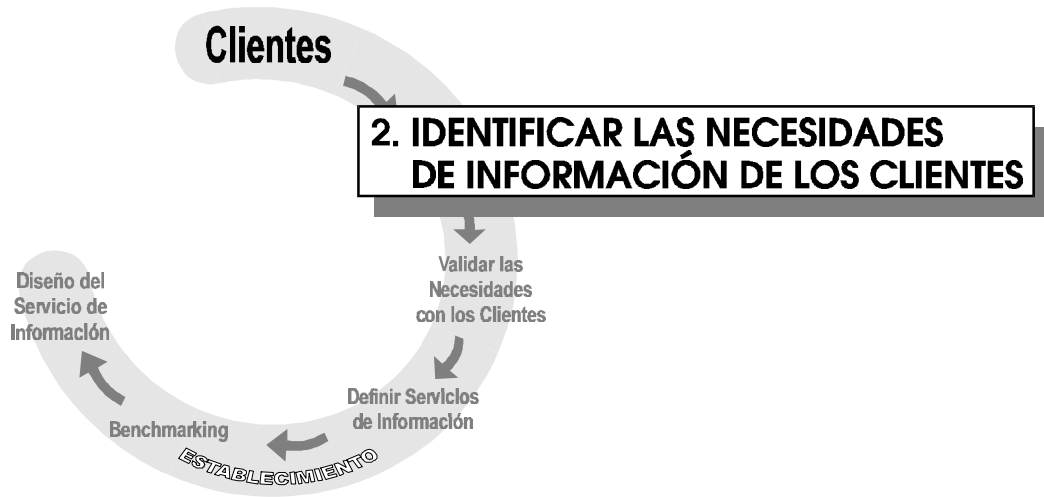 Clientes
2. IDENTIFICAR LAS NECESIDADES
DE INFORMACIÓN DE LOS CLIENTES
Validar las
Necesidades
con los Clientes
Definir Servicios
de Información
Benchmarking
Diseño del
Servicio de
Información
ESTABLECIMIENTO